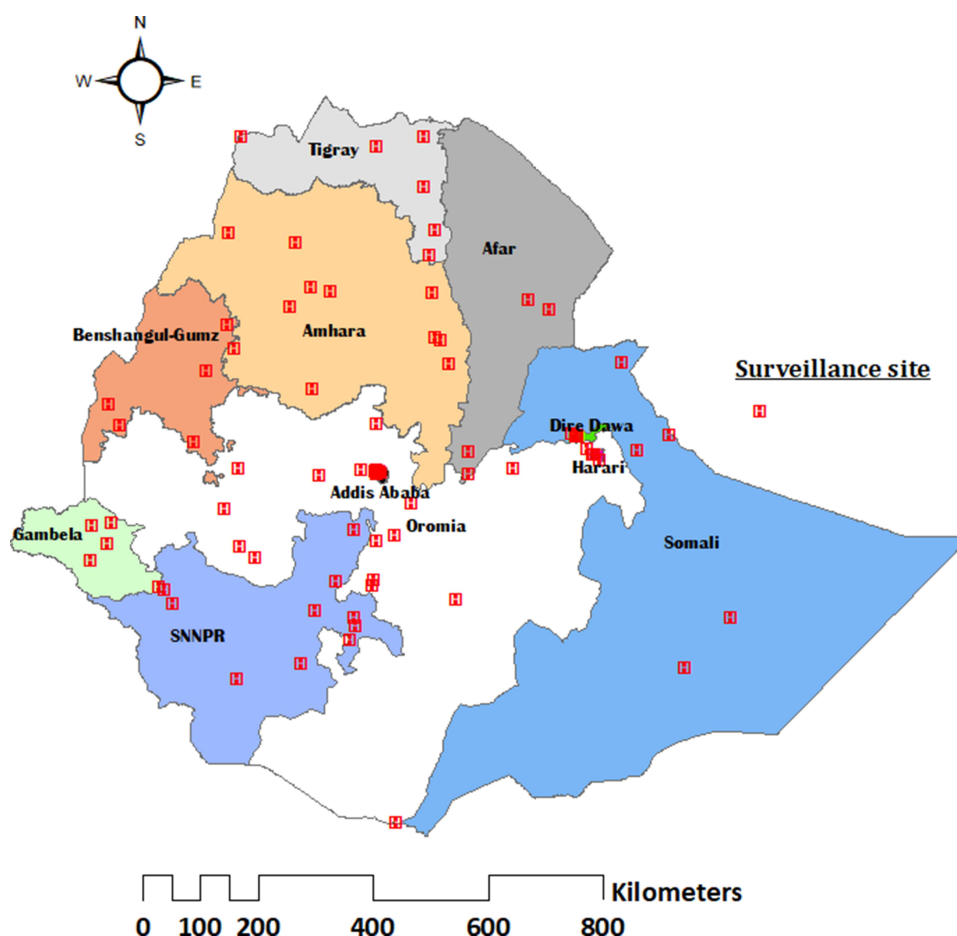 N
W E
S
Tigray
Afar
Benshangul-Gumz
Amhara
Surveillance site
H
Dire Dawa
Harari
Addis Ababa
Oromia
Gambela
Somali
SNNPR
Kilometers
0 50 100 200 400 600 800